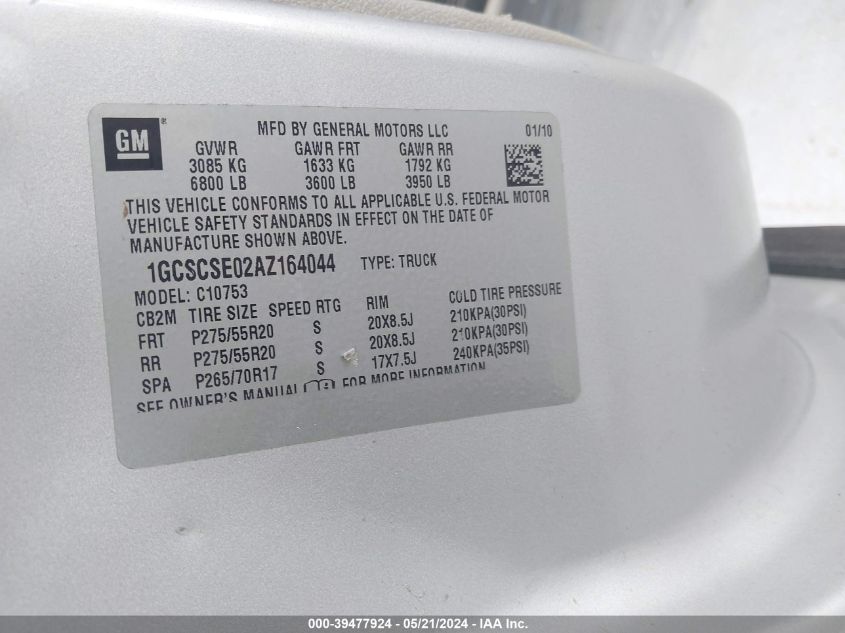 GM ®
MFD BY GENERAL MOTORS LLC 01/10
GVWR GAWR FRT GAWR RR
3085 KG 1633 KG 1792 KG
6800 LB 3600 LB 3950 LB
THIS VEHICLE CONFORMS TO ALL APPLICABLE U.S. FEDERAL MOTOR
VEHICLE SAFETY STANDARDS IN EFFECT ON THE DATE OF
MANUFACTURE SHOWN ABOVE.
1GCSCSE02AZ164044 TYPE: TRUCK
MODEL: C10753
CB2M TIRE SIZE SPEED RTG RIM COLD TIRE PRESSURE
FRT P275/55R20 S 20X8.5J 210KPA(30PSI)
RR P275/55R20 S 20X8.5J 210KPA(30PSI)
SPA P265/70R17 S 17X7.5J 240KPA(35PSI)
SEE OWNER'S MANUAL FOR MORE INFORMATION
000-39477924 - 05/21/2024 - IAA Inc.